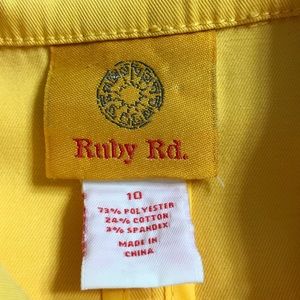 Ruby Rd.
10
73% POLYESTER
24% COTTON
3% SPANDEX
MADE IN
CHINA